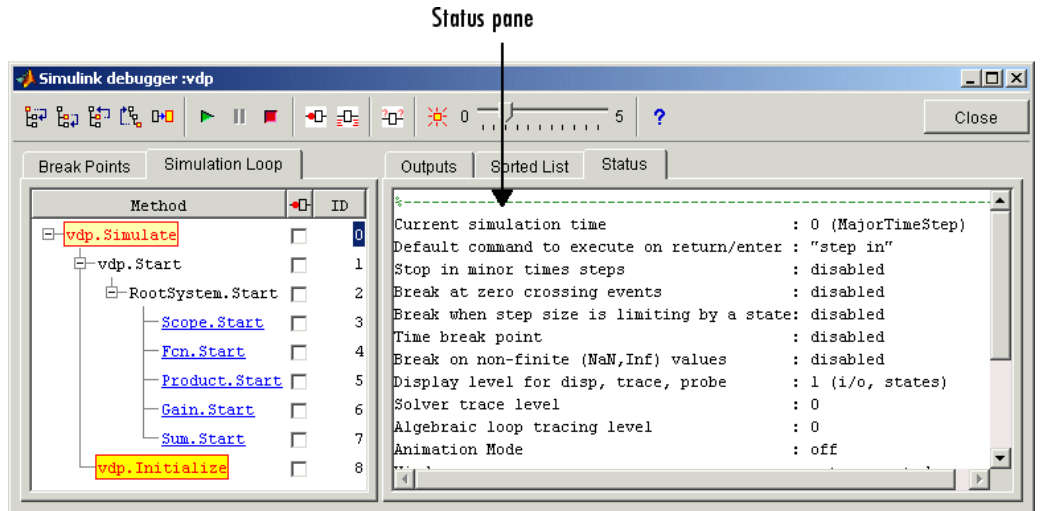 Status pane
Simulink debugger :vdp
0 5 ? Close
Break Points Simulation Loop
Outputs Sorted List Status
Method ID
vdp.Simulate 0
vdp.Start 1
RootSystem.Start 2
Scope.Start 3
Fcn.Start 4
Product.Start 5
Gain.Start 6
Sum.Start 7
vdp.Initialize 8
%----------------------------------------------------------------
Current simulation time : 0 (MajorTimeStep)
Default command to execute on return/enter : "step in"
Stop in minor times steps : disabled
Break at zero crossing events : disabled
Break when step size is limiting by a state: disabled
Time break point : disabled
Break on non-finite (NaN,Inf) values : disabled
Display level for disp, trace, probe : 1 (i/o, states)
Solver trace level : 0
Algebraic loop tracing level : 0
Animation Mode : off